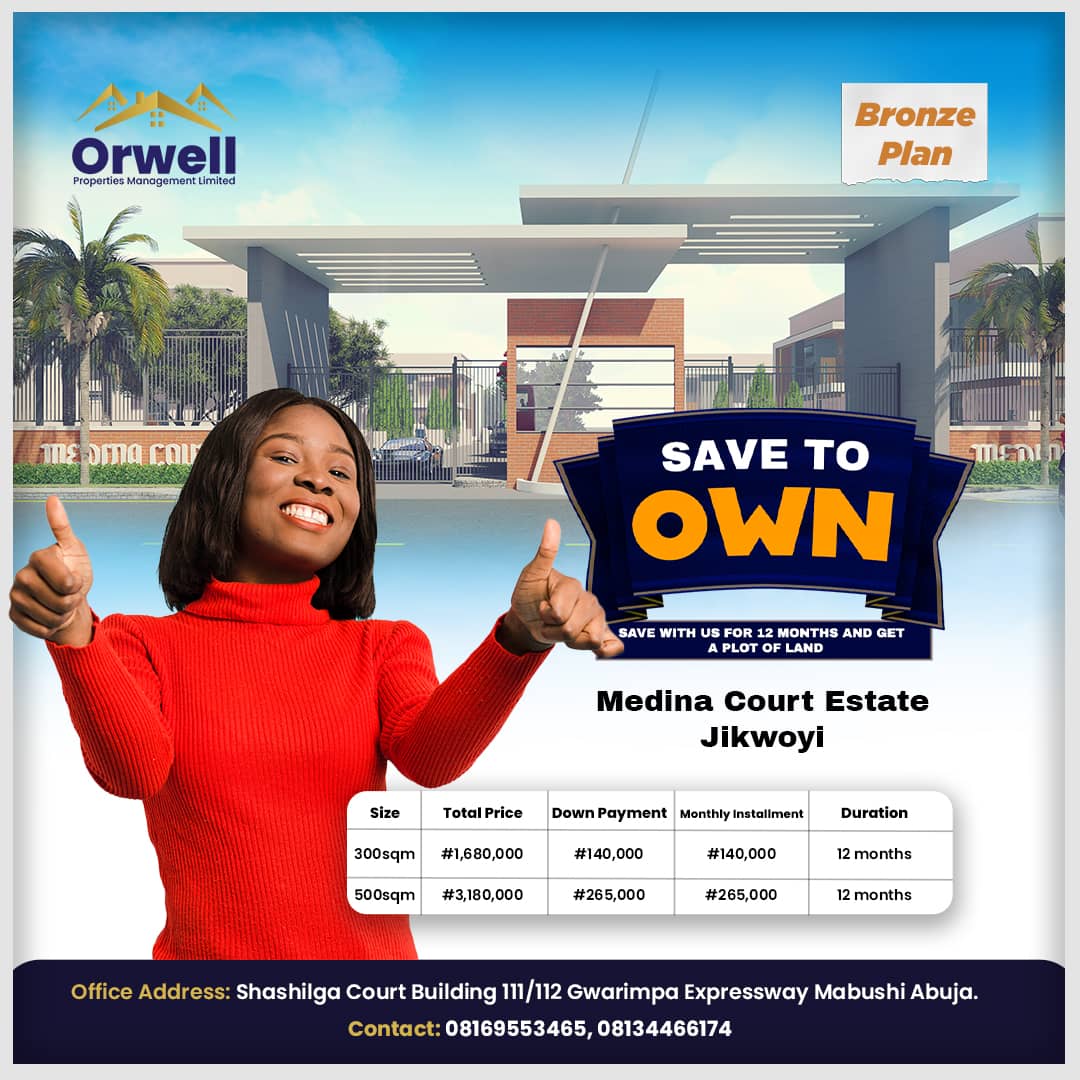 Orwell
Properties Management Limited
Bronze
Plan
MEDINA COU
MEDIN
SAVE TO
OWN
SAVE WITH US FOR 12 MONTHS AND GET
A PLOT OF LAND
Medina Court Estate
Jikwoyi
Size Total Price Down Payment Monthly Installment Duration
300sqm #1,680,000 #140,000 #140,000 12 months
500sqm #3,180,000 #265,000 #265,000 12 months
Office Address: Shashilga Court Building 111/112 Gwarimpa Expressway Mabushi Abuja.
Contact: 08169553465, 08134466174